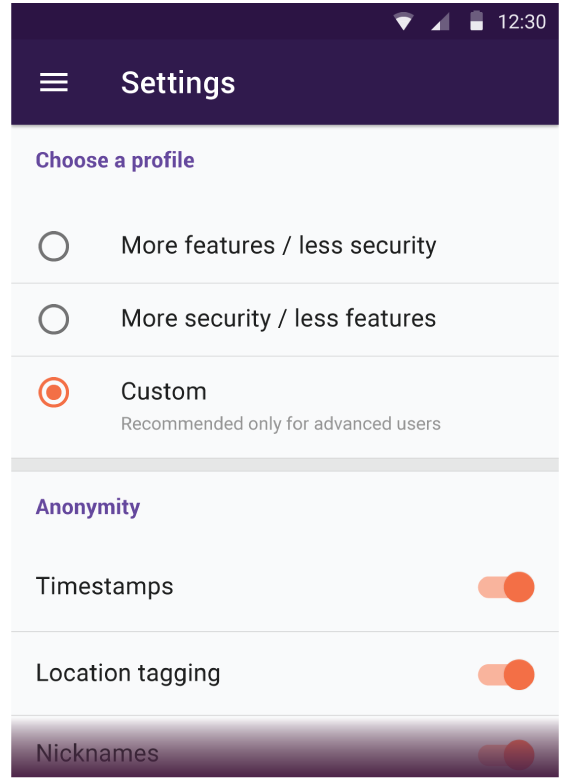 12:30
Settings
Choose a profile
More features / less security
More security / less features
Custom
Recommended only for advanced users
Anonymity
Timestamps
Location tagging
Nicknames